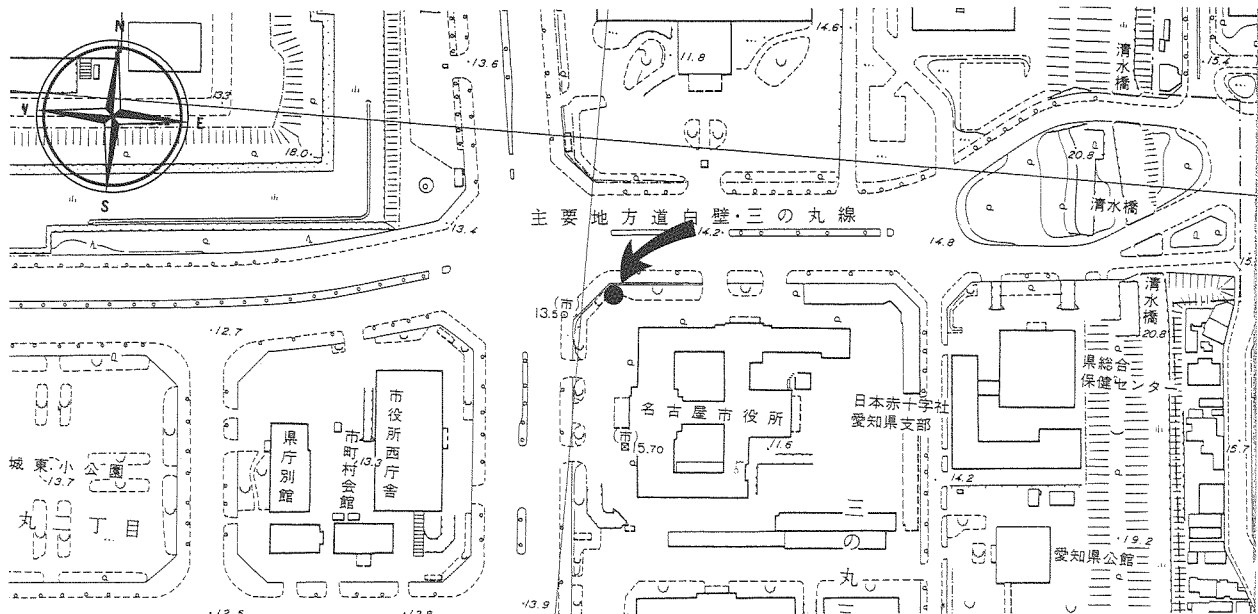 N
E
S
13.3
18.0
13.6
11.8
14.6
清水橋
15.4
20.8
清水橋
主要地方道白壁・三の丸線
14.2
14.8
13.4
(市)
13.5
12.7
清水橋
20.8
県総合
保健センター
名古屋市役所
日本赤十字社
愛知県支部
市役所西庁舎
市町村会館
13.3
県庁別館
(市)
15.70
11.6
15.7
城東小公園
13.7
14.2
丸二丁目
三の丸三
19.2
愛知県公館
12.5
13.9